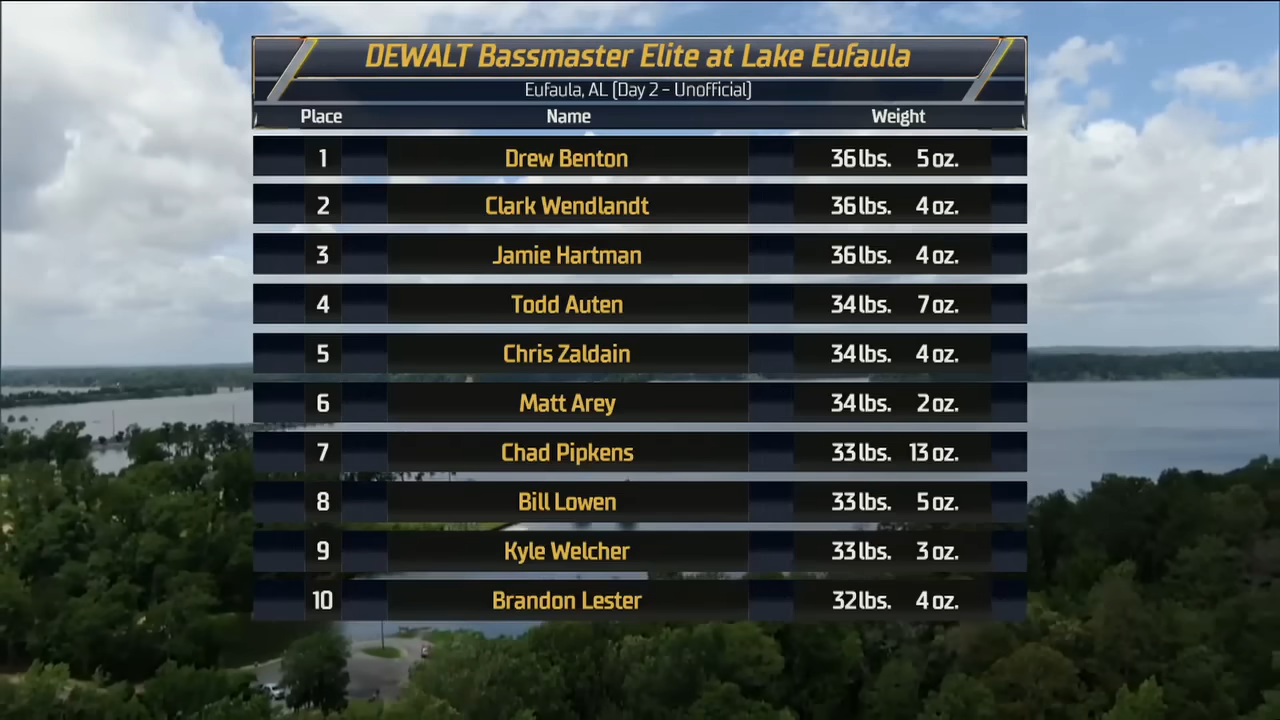 DEWALT Bassmaster Elite at Lake Eufaula
Eufaula, AL (Day 2 - Unofficial)
Place Name Weight
1 Drew Benton 36 lbs. 5 oz.
2 Clark Wendlandt 36 lbs. 4 oz.
3 Jamie Hartman 36 lbs. 4 oz.
4 Todd Auten 34 lbs. 7 oz.
5 Chris Zaldain 34 lbs. 4 oz.
6 Matt Arey 34 lbs. 2 oz.
7 Chad Pipkens 33 lbs. 13 oz.
8 Bill Lowen 33 lbs. 5 oz.
9 Kyle Welcher 33 lbs. 3 oz.
10 Brandon Lester 32 lbs. 4 oz.